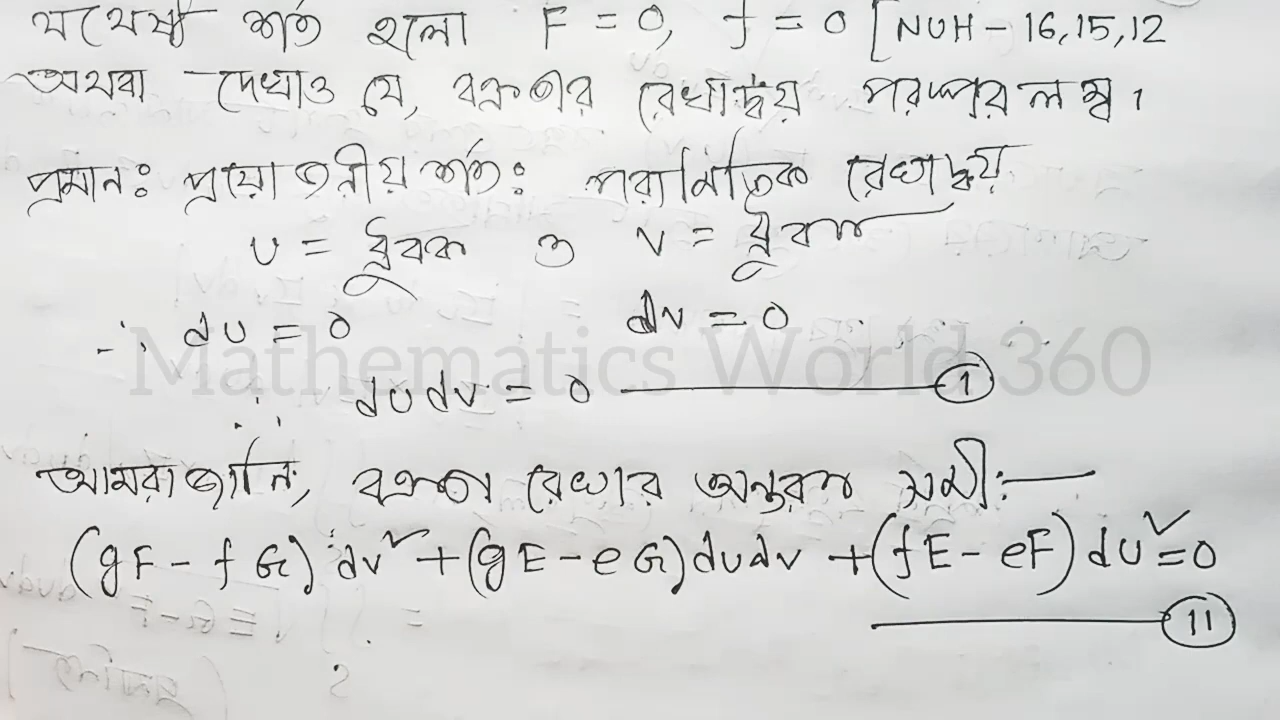 যথেষ্ট শর্ত হলো F = 0, f = 0 [NUH - 16,15,12
অথবা দেখাও যে, বক্রতার রেখাদ্বয় পরস্পর লম্ব।
প্রমানঃ প্রয়োজনীয় শর্তঃ পরামিতিক রেখাদ্বয়
u = ধ্রুবক ও v = ধ্রুবক
∴ du = 0 dv = 0
∴ dudv = 0 ——— (1)
Mathematics World 360
আমরা জানি, বক্রতা রেখার অন্তরক সমীঃ—
(gF - fG) dv² + (gE - eG) dudv + (fE - eF) du² = 0
——— (11)